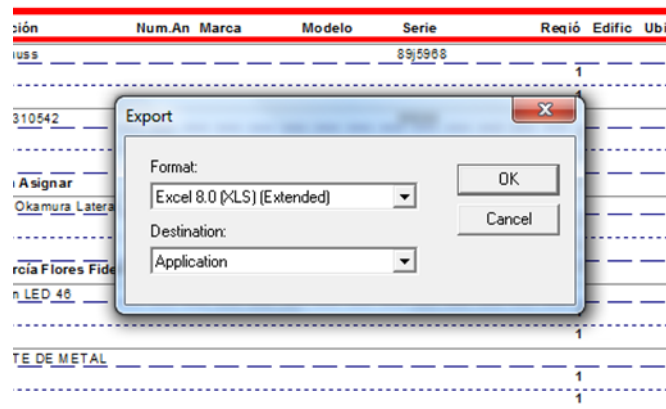 ción Num.An Marca Modelo Serie Regió Edific Ubi
uss 89j5968
1
1
310542
Export
Format:
Excel 8.0 (XLS) (Extended)
OK
Cancel
Destination:
Application
Asignar
Okamura Latera
rcía Flores Fide
n LED 46
1
TE DE METAL
1
1